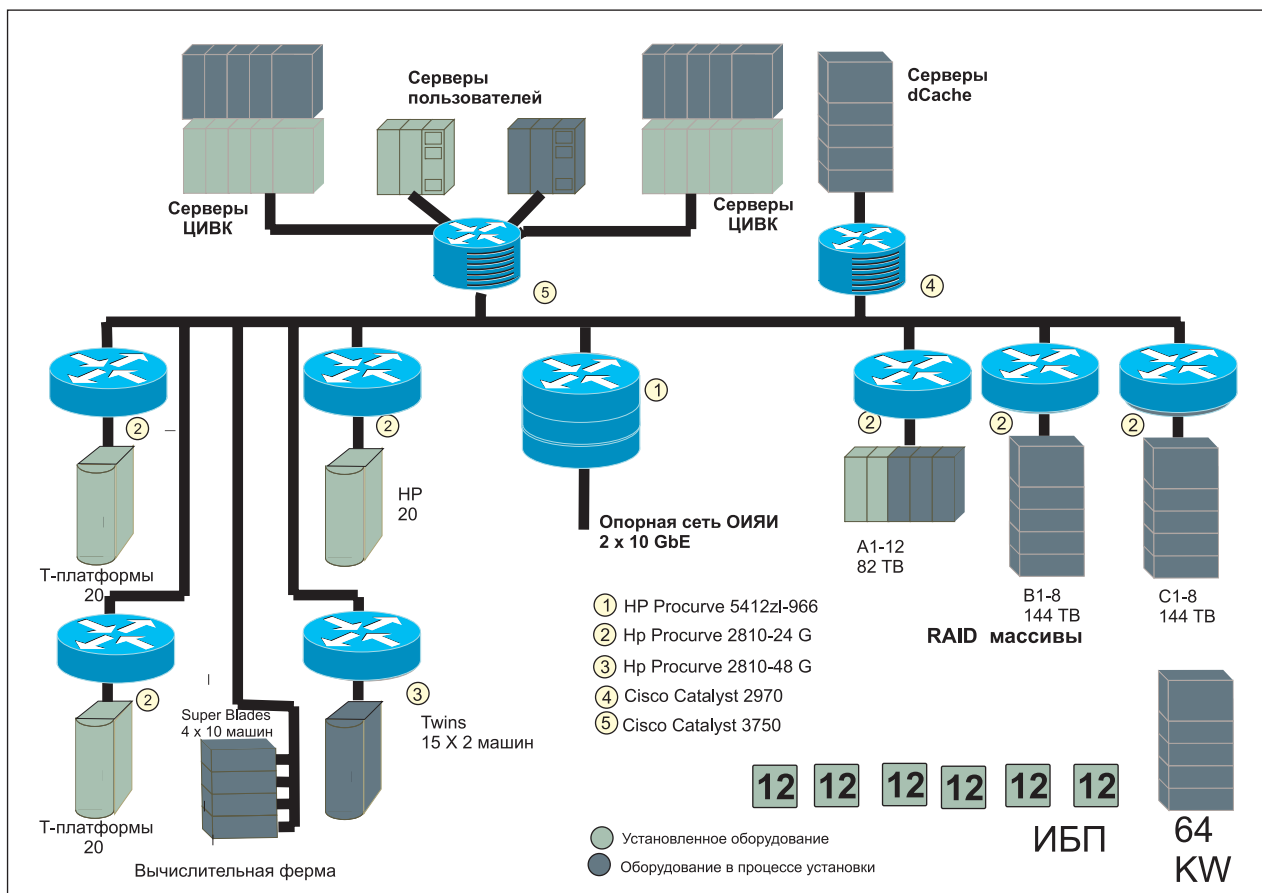 Серверы
пользователей
Серверы
dCache
Серверы
ЦИВК
Серверы
ЦИВК
5
4
2
2
1
2
2
2
HP
20
Т-платформы
20
Опорная сеть ОИЯИ
2 x 10 GbE
A1-12
82 TB
B1-8
144 TB
C1-8
144 TB
RAID массивы
1 HP Procurve 5412zl-966
2 Hp Procurve 2810-24 G
3 Hp Procurve 2810-48 G
4 Cisco Catalyst 2970
5 Cisco Catalyst 3750
2
3
Super Blades
4 x 10 машин
Twins
15 X 2 машин
Т-платформы
20
Вычислительная ферма
12 12 12 12 12 12
ИБП
64
KW
Установленное оборудование
Оборудование в процессе установки